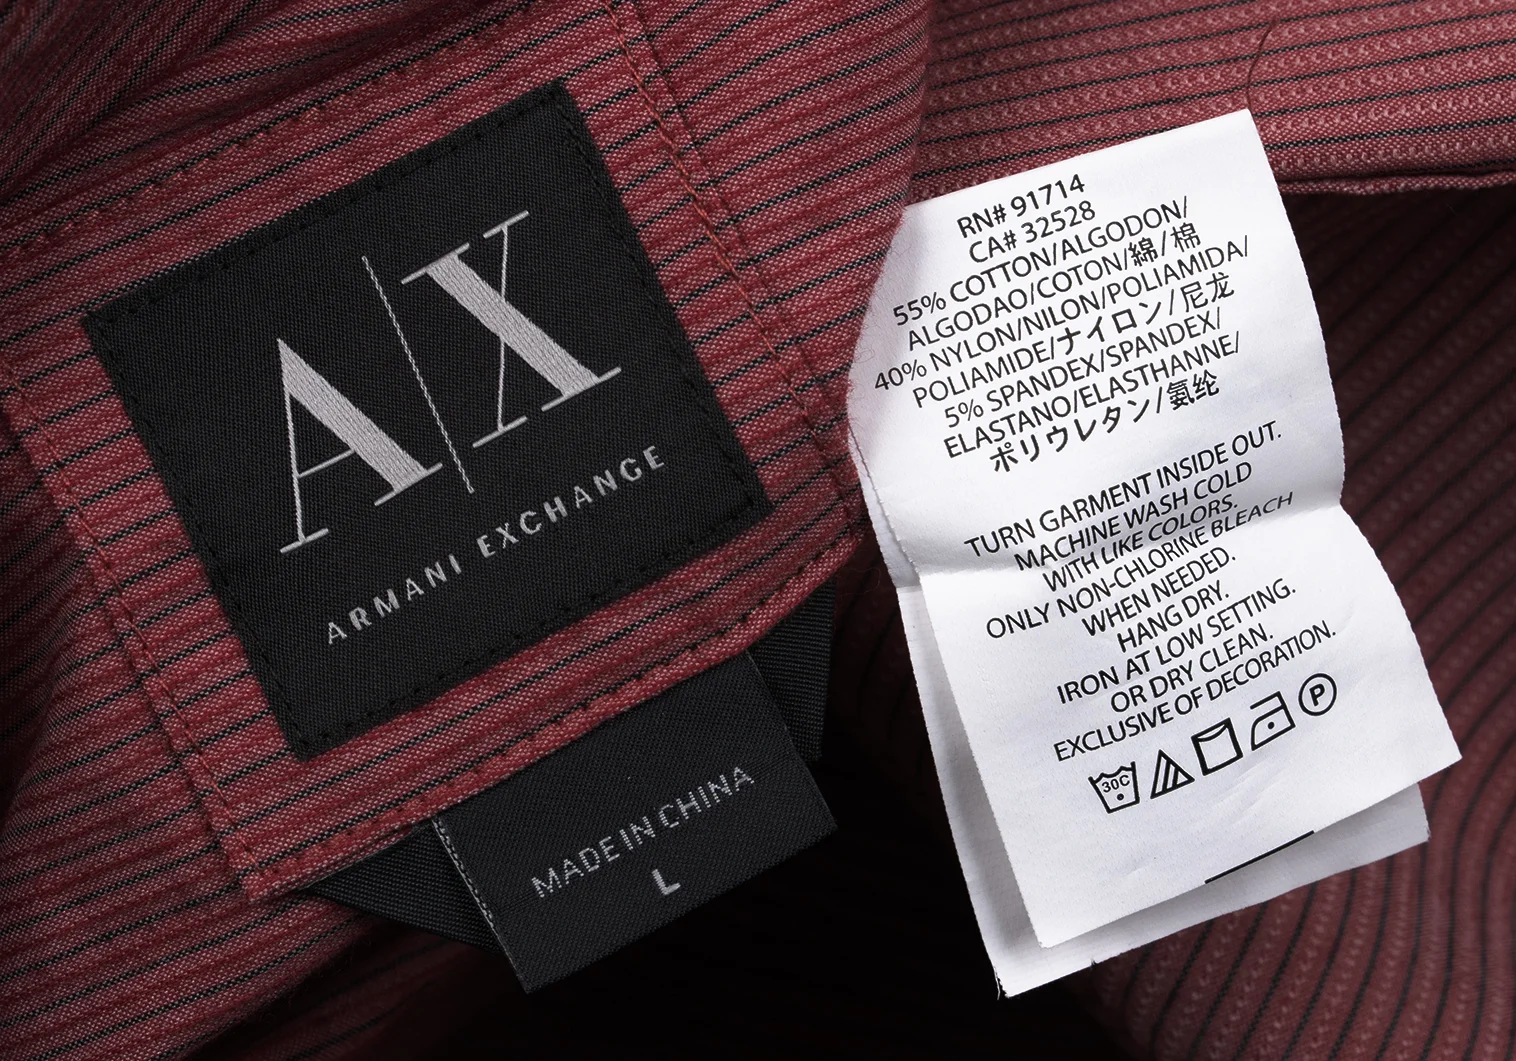 A|X
ARMANI EXCHANGE
MADE IN CHINA
L
RN# 91714
CA# 32528
55% COTTON/ALGODON/
ALGODAO/COTON/綿/棉
40% NYLON/NILON/POLIAMIDA/
POLIAMIDE/ナイロン/尼龙
5% SPANDEX/SPANDEX/
ELASTANO/ELASTHANNE/
ポリウレタン/氨纶
TURN GARMENT INSIDE OUT.
MACHINE WASH COLD
WITH LIKE COLORS.
ONLY NON-CHLORINE BLEACH
WHEN NEEDED.
HANG DRY.
IRON AT LOW SETTING.
OR DRY CLEAN.
EXCLUSIVE OF DECORATION.
30C P